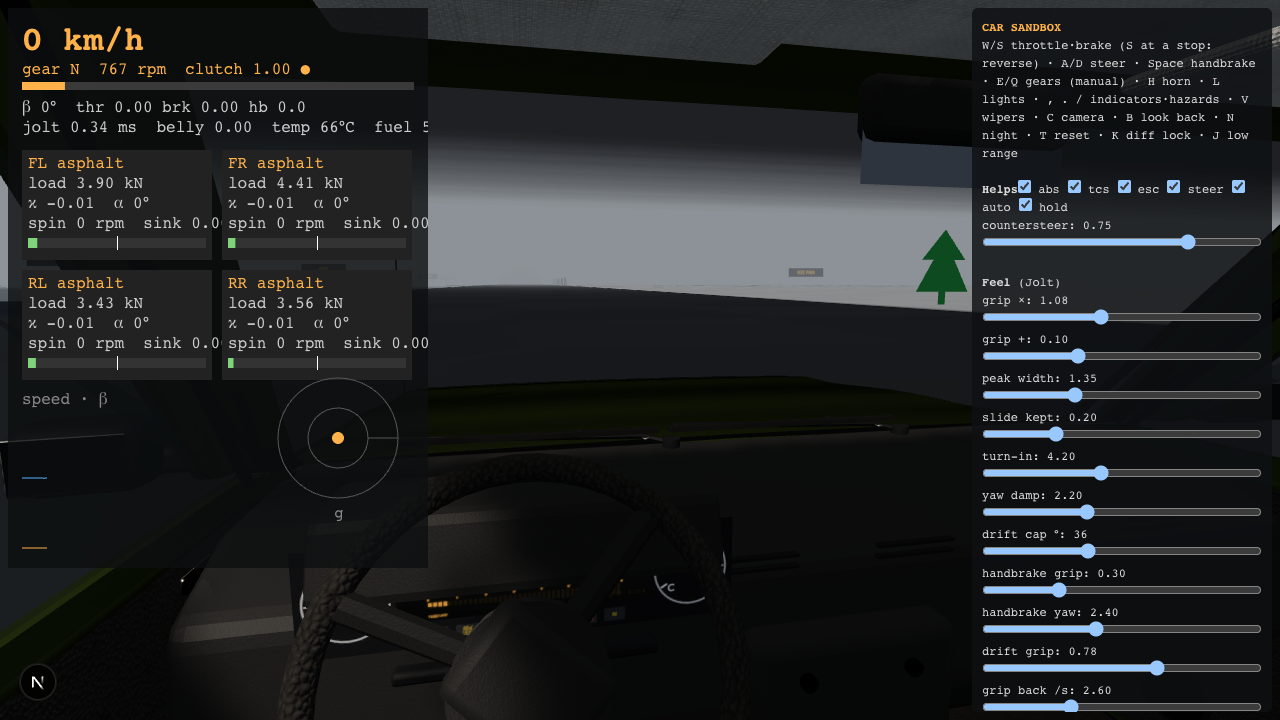 0 km/h
gear N 767 rpm clutch 1.00
β 0° thr 0.00 brk 0.00 hb 0.0
jolt 0.34 ms belly 0.00 temp 66°C fuel 5
FL asphalt
load 3.90 kN
ϰ -0.01 α 0°
spin 0 rpm sink 0.0
FR asphalt
load 4.41 kN
ϰ -0.01 α 0°
spin 0 rpm sink 0.00
RL asphalt
load 3.43 kN
ϰ -0.01 α 0°
spin 0 rpm sink 0.0
RR asphalt
load 3.56 kN
ϰ -0.01 α 0°
spin 0 rpm sink 0.00
speed · β
g
N
C
CAR SANDBOX
W/S throttle·brake (S at a stop:
reverse) · A/D steer · Space handbrake
· E/Q gears (manual) · H horn · L
lights · , . / indicators·hazards · V
wipers · C camera · B look back · N
night · T reset · K diff lock · J low
range
Helps abs tcs esc steer
auto hold
countersteer: 0.75
Feel (Jolt)
grip ×: 1.08
grip +: 0.10
peak width: 1.35
slide kept: 0.20
turn-in: 4.20
yaw damp: 2.20
drift cap °: 36
handbrake grip: 0.30
handbrake yaw: 2.40
drift grip: 0.78
grip back /s: 2.60